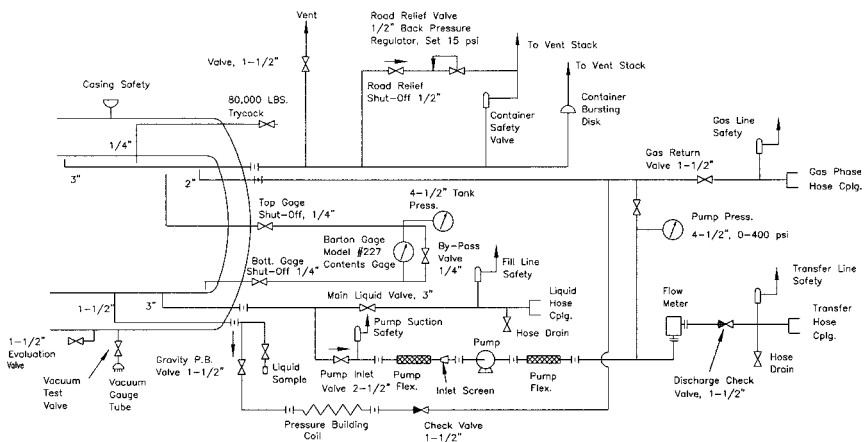 Vent
Road Relief Valve
1/2" Back Pressure
Regulator, Set 15 psi
To Vent Stack
Valve, 1-1/2"
To Vent Stack
Casing Safety
80,000 LBS.
Trycock
Road Relief
Shut-Off 1/2"
Container
Safety
Valve
Container
Bursting
Disk
Gas Line
Safety
1/4"
3"
2"
Gas Return
Valve 1-1/2"
Gas Phase
Hose Cplg.
Top Gage
Shut-Off, 1/4"
4-1/2" Tank
Press.
Pump Press.
4-1/2", 0-400 psi
Barton Gage
Model #227
Contents Gage
By-Pass
Valve
1/4"
Bott. Gage
Shut-Off 1/4"
Fill Line
Safety
Transfer Line
Safety
1-1/2"
3"
Main Liquid Valve, 3"
Liquid
Hose
Cplg.
Flow
Meter
Transfer
Hose
Cplg.
Pump Suction
Safety
Hose Drain
1-1/2"
Evaluation
Valve
Gravity P.B.
Valve 1-1/2"
Liquid
Sample
Pump Inlet
Valve 2-1/2"
Pump
Flex.
Inlet Screen
Pump
Pump
Flex.
Hose
Drain
Discharge Check
Valve, 1-1/2"
Vacuum
Test
Valve
Vacuum
Gauge
Tube
Pressure Building
Coil
Check Valve
1-1/2"